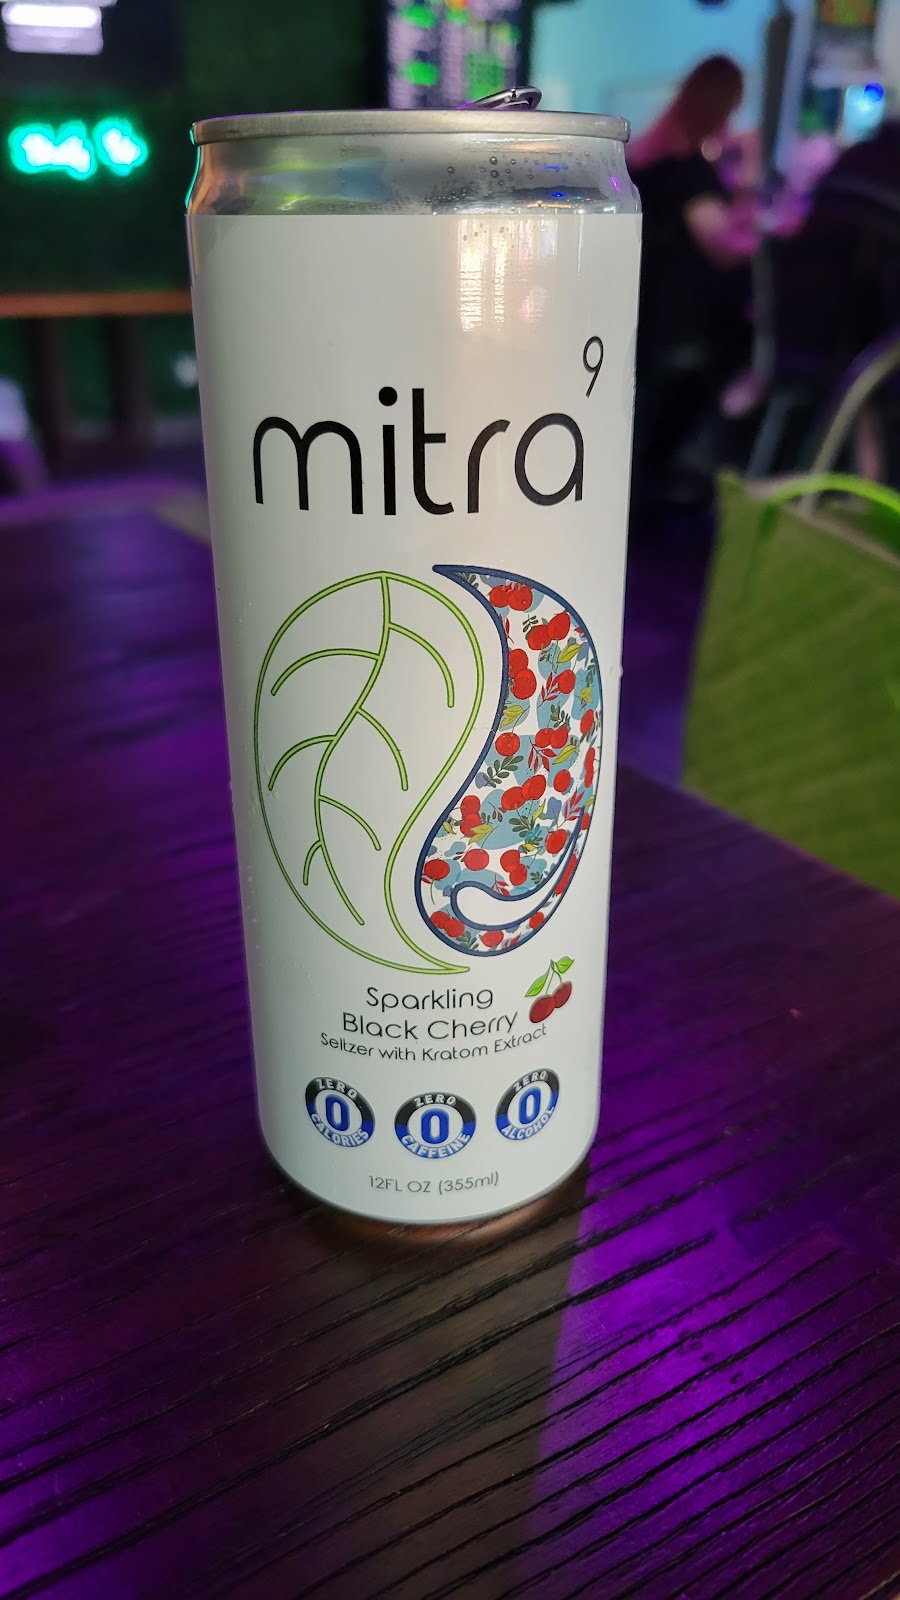 mitra⁹
Sparkling
Black Cherry
Seltzer with Kratom Extract
ZERO
0
CALORIES
ZERO
0
CAFFEINE
ZERO
0
ALCOHOL
12FL OZ (355ml)